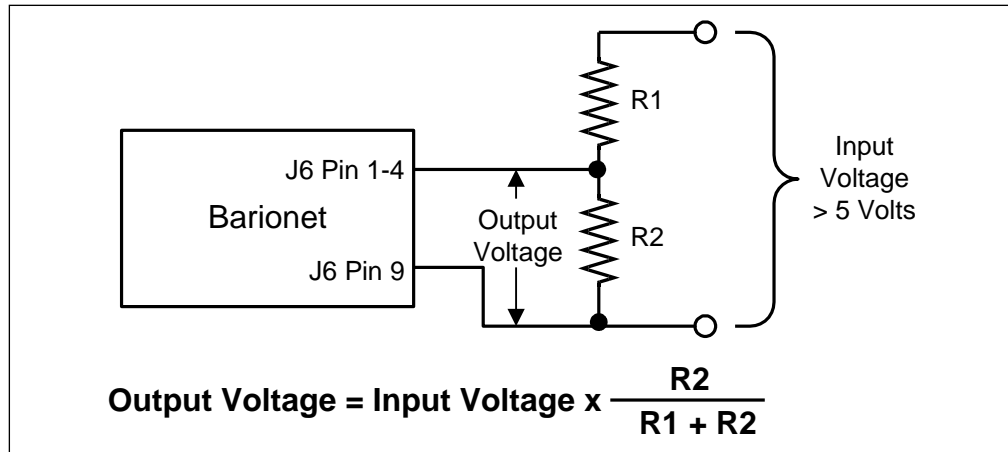 R1
J6 Pin 1-4
Barionet
J6 Pin 9
Output
Voltage
R2
Input
Voltage
> 5 Volts
Output Voltage = Input Voltage x R2
R1 + R2